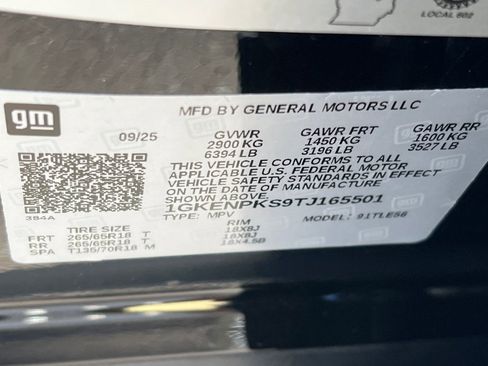 LOCAL 602
MFD BY GENERAL MOTORS LLC
gm
09/25 GVWR GAWR FRT GAWR RR
2900 KG 1450 KG 1600 KG
6394 LB 3196 LB 3527 LB
THIS VEHICLE CONFORMS TO ALL
APPLICABLE U.S. FEDERAL MOTOR
VEHICLE SAFETY STANDARDS IN EFFECT
ON THE DATE OF MANUFACTURE
SHOWN ABOVE.
1GKENPKS9TJ165501
TYPE: MPV MODEL: 91TLE56
384A
TIRE SIZE RIM
FRT 265/65R18 T 18X8J
RR 265/65R18 T 18X8J
SPA T135/70R18 M 18X4.5B